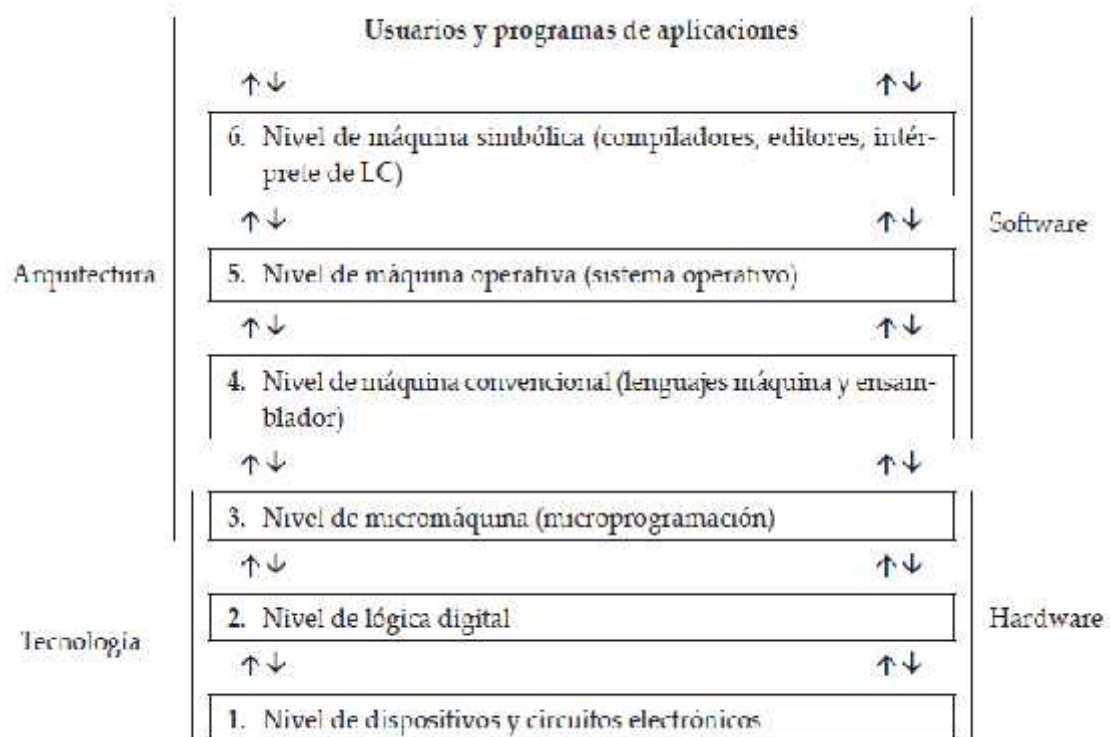 Usuarios y programas de aplicaciones
↑↓ ↑↓
6. Nivel de máquina simbólica (compiladores, editores, intér-
prete de LC)
↑↓ ↑↓
Software
Arquitectura
5. Nivel de máquina operativa (sistema operativo)
↑↓ ↑↓
4. Nivel de máquina convencional (lenguajes máquina y ensam-
blador)
↑↓ ↑↓
3. Nivel de micromáquina (microprogramación)
↑↓ ↑↓
2. Nivel de lógica digital
Hardware
Tecnología
↑↓ ↑↓
1. Nivel de dispositivos y circuitos electrónicos